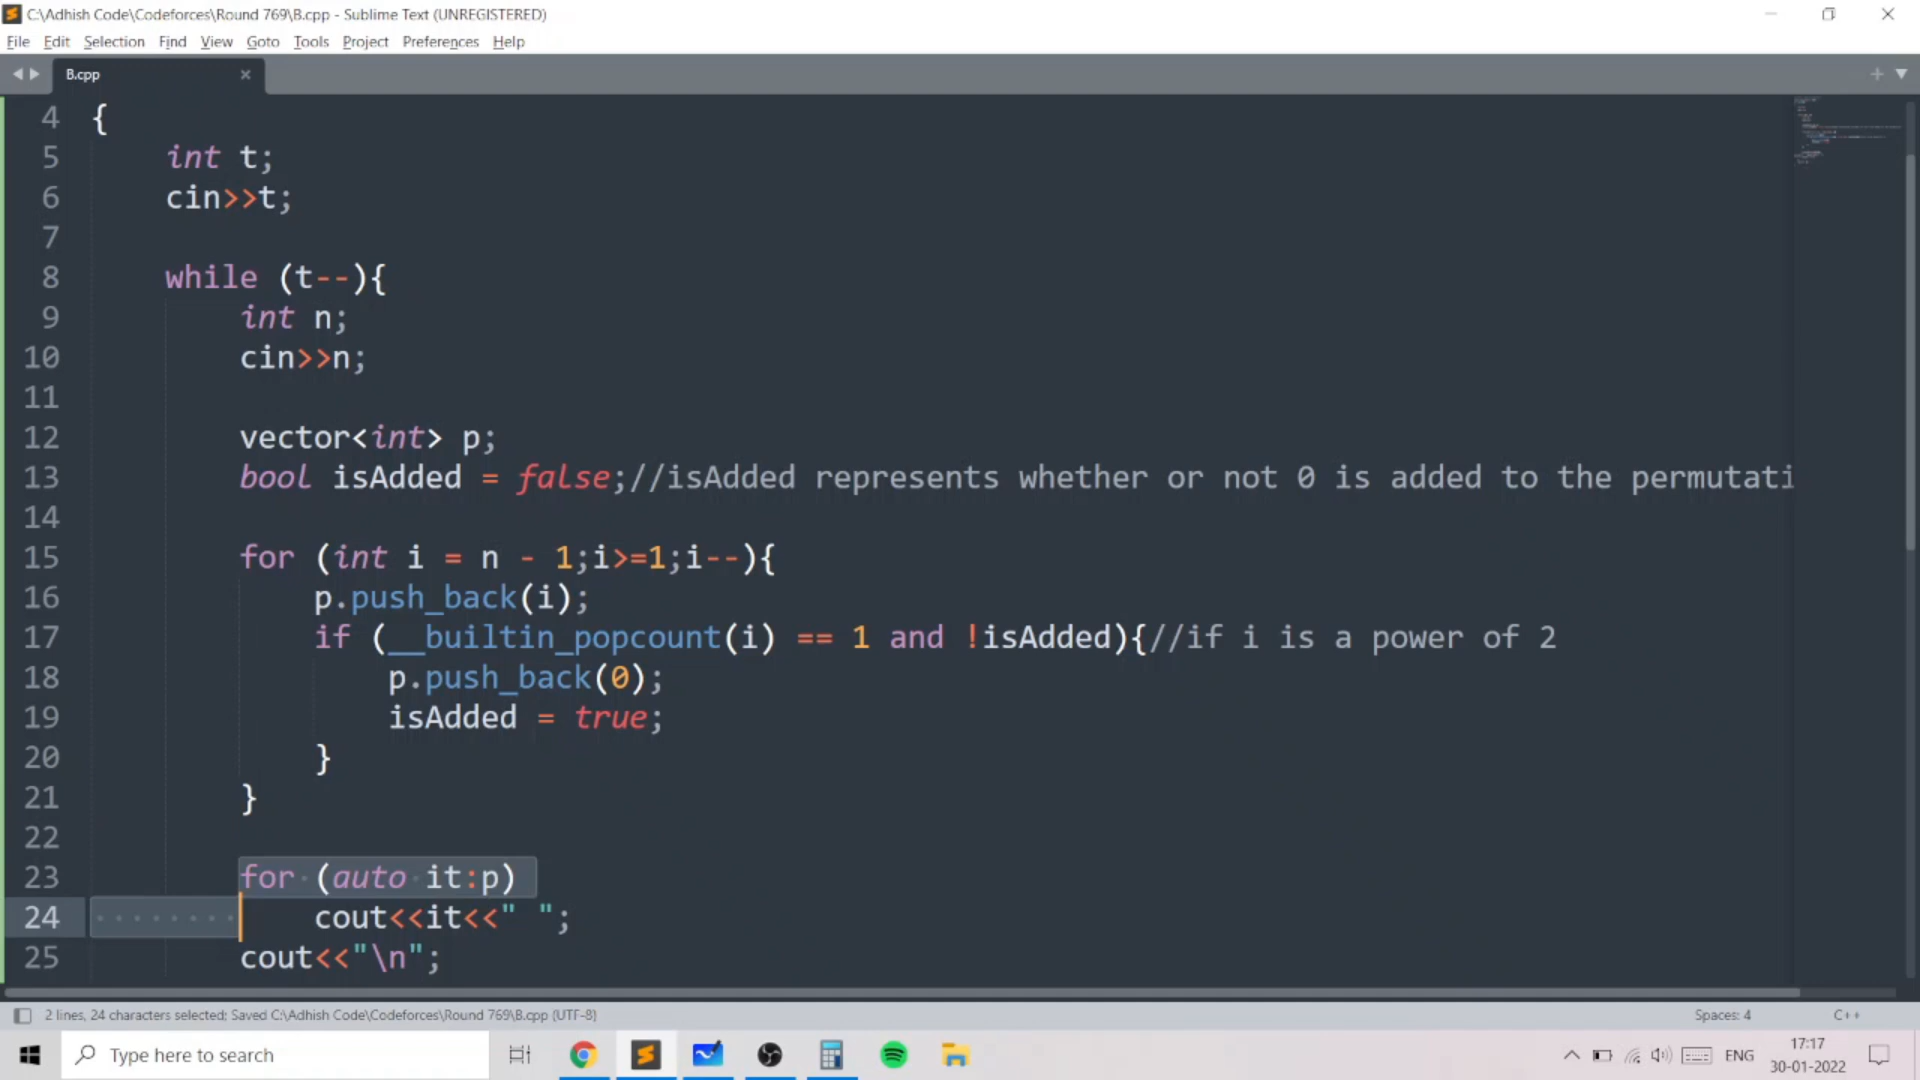 C:\Adhish Code\Codeforces\Round 769\B.cpp - Sublime Text (UNREGISTERED)
File Edit Selection Find View Goto Tools Project Preferences Help
B.cpp
4 {
5 int t;
6 cin>>t;
7
8 while (t--){
9 int n;
10 cin>>n;
11
12 vector<int> p;
13 bool isAdded = false;//isAdded represents whether or not 0 is added to the permutati
14
15 for (int i = n - 1;i>=1;i--){
16 p.push_back(i);
17 if (__builtin_popcount(i) == 1 and !isAdded){//if i is a power of 2
18 p.push_back(0);
19 isAdded = true;
20 }
21 }
22
23 for (auto it:p)
24 cout<<it<<" ";
25 cout<<"\n";
2 lines, 24 characters selected; Saved C:\Adhish Code\Codeforces\Round 769\B.cpp (UTF-8) Spaces: 4 C++
Type here to search
ENG
17:17
30-01-2022